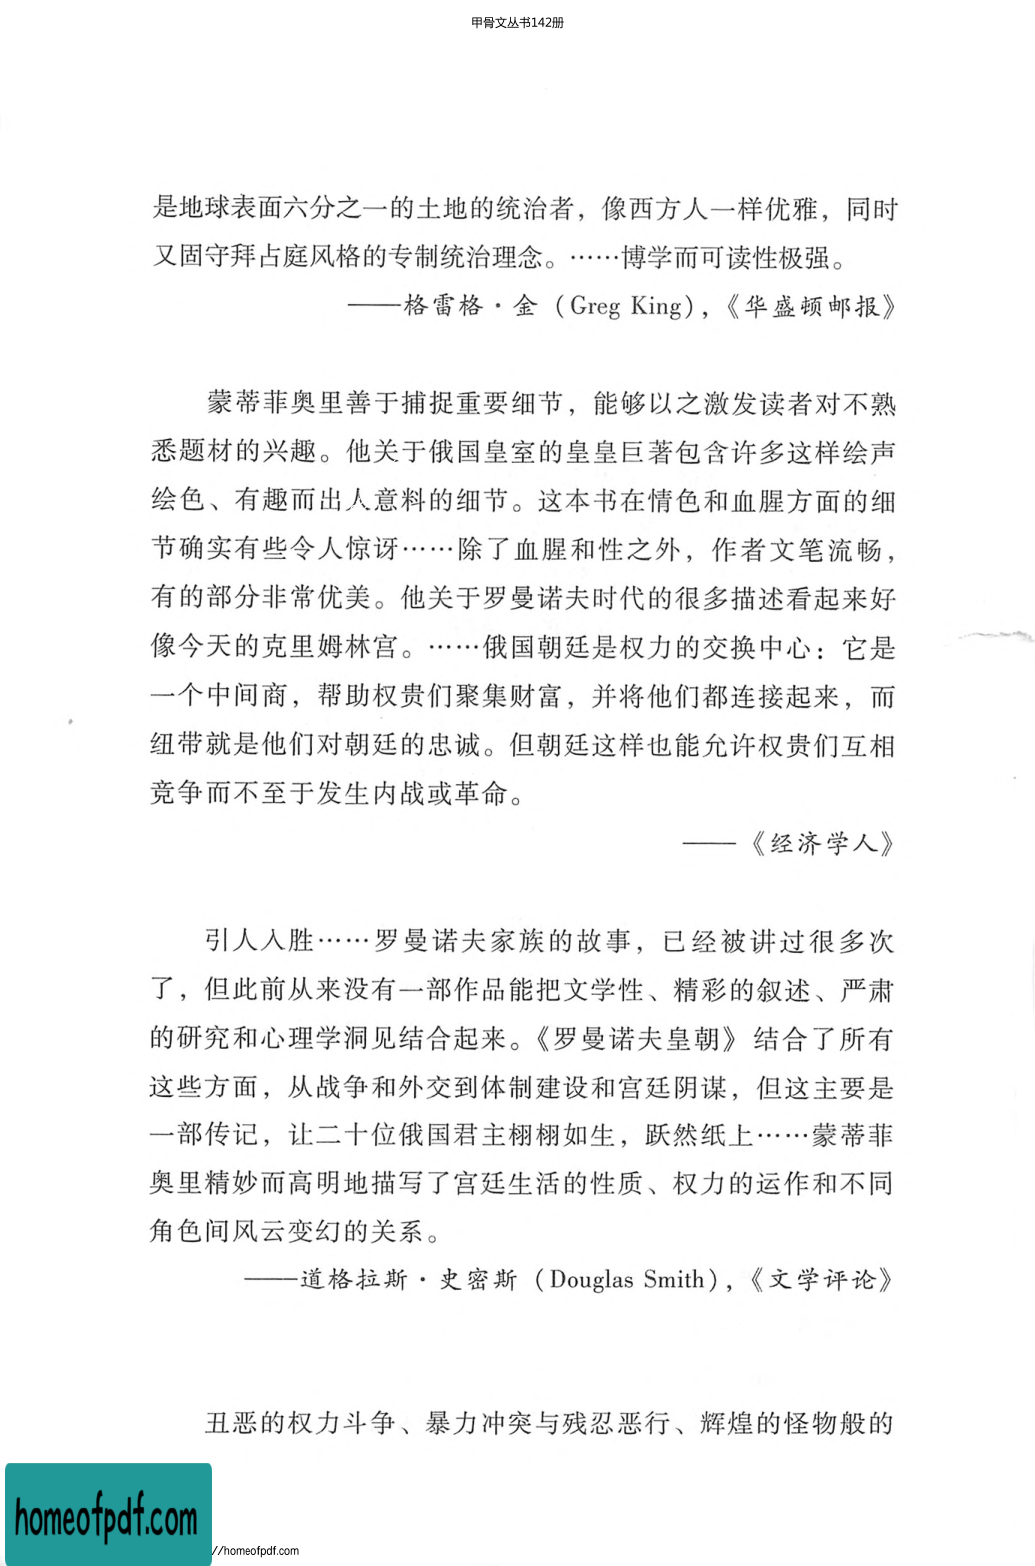 甲骨文丛书142册
是地球表面六分之一的土地的统治者，像西方人一样优雅，同时
又固守拜占庭风格的专制统治理念。……博学而可读性极强。
——格雷格·金（Greg King），《华盛顿邮报》
蒙蒂菲奥里善于捕捉重要细节，能够以之激发读者对不熟
悉题材的兴趣。他关于俄国皇室的皇皇巨著包含许多这样绘声
绘色、有趣而出人意料的细节。这本书在情色和血腥方面的细
节确实有些令人惊讶……除了血腥和性之外，作者文笔流畅，
有的部分非常优美。他关于罗曼诺夫时代的很多描述看起来好
像今天的克里姆林宫。……俄国朝廷是权力的交换中心：它是
一个中间商，帮助权贵们聚集财富，并将他们都连接起来，而
纽带就是他们对朝廷的忠诚。但朝廷这样也能允许权贵们互相
竞争而不至于发生内战或革命。
——《经济学人》
引人入胜……罗曼诺夫家族的故事，已经被讲过很多次
了，但此前从来没有一部作品能把文学性、精彩的叙述、严肃
的研究和心理学洞见结合起来。《罗曼诺夫皇朝》结合了所有
这些方面，从战争和外交到体制建设和宫廷阴谋，但这主要是
一部传记，让二十位俄国君主栩栩如生，跃然纸上……蒙蒂菲
奥里精妙而高明地描写了宫廷生活的性质、权力的运作和不同
角色间风云变幻的关系。
——道格拉斯·史密斯（Douglas Smith），《文学评论》
丑恶的权力斗争、暴力冲突与残忍恶行、辉煌的怪物般的
homeofpdf.com
//homeofpdf.com